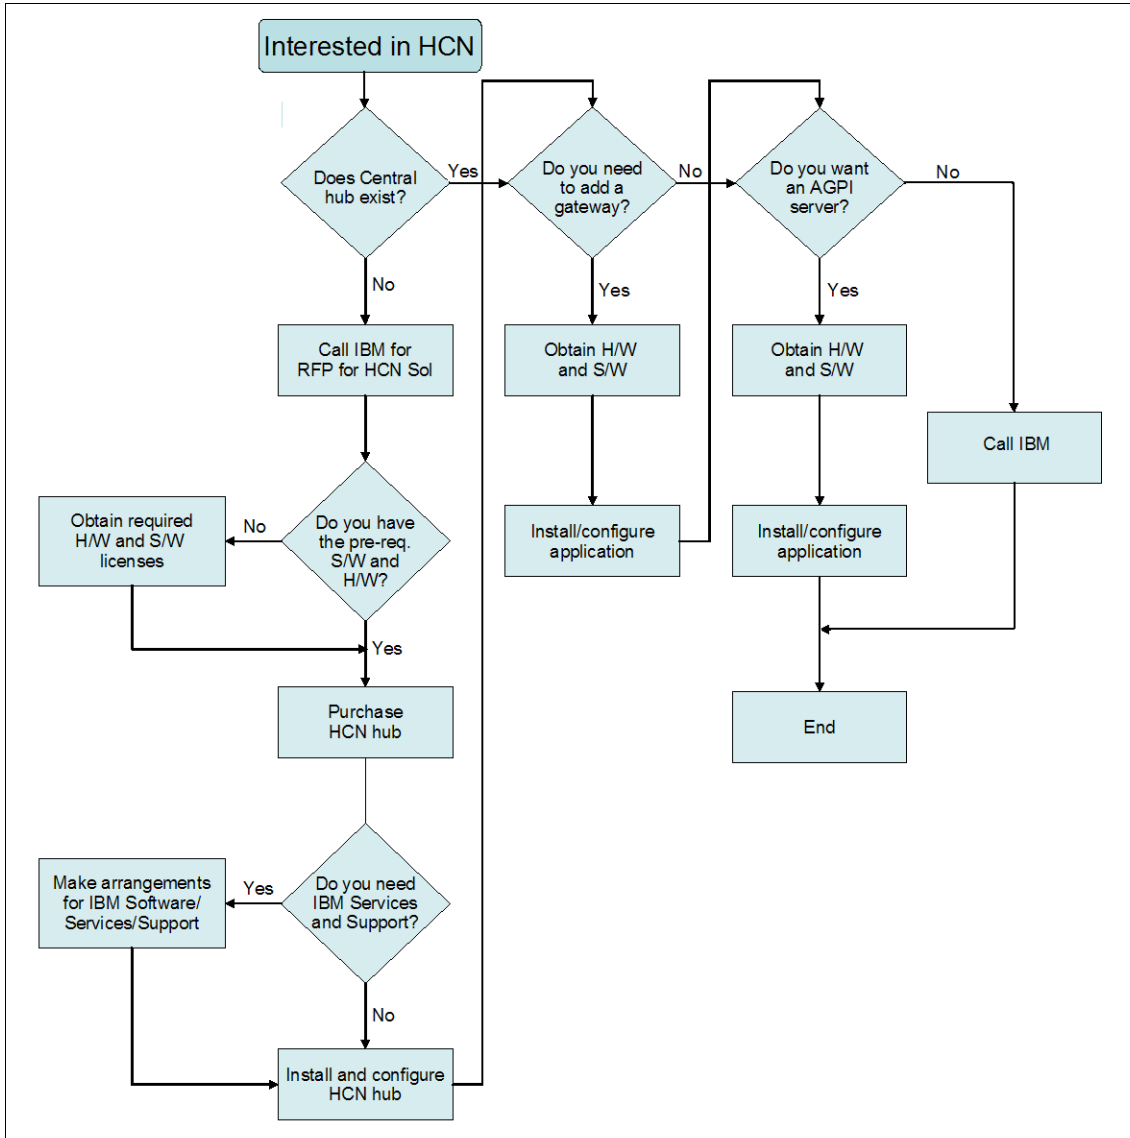 Interested in HCN
Does Central
hub exist?
Yes
Do you need
to add a
gateway?
No
Do you want
an AGPI
server?
No
No
Yes
Yes
Call IBM for
RFP for HCN Sol
Obtain H/W
and S/W
Obtain H/W
and S/W
Call IBM
Obtain required
H/W and S/W
licenses
No
Do you have
the pre-req.
S/W and
H/W?
Install/configure
application
Install/configure
application
Yes
Purchase
HCN hub
End
Make arrangements
for IBM Software/
Services/Support
Yes
Do you need
IBM Services
and Support?
No
Install and configure
HCN hub